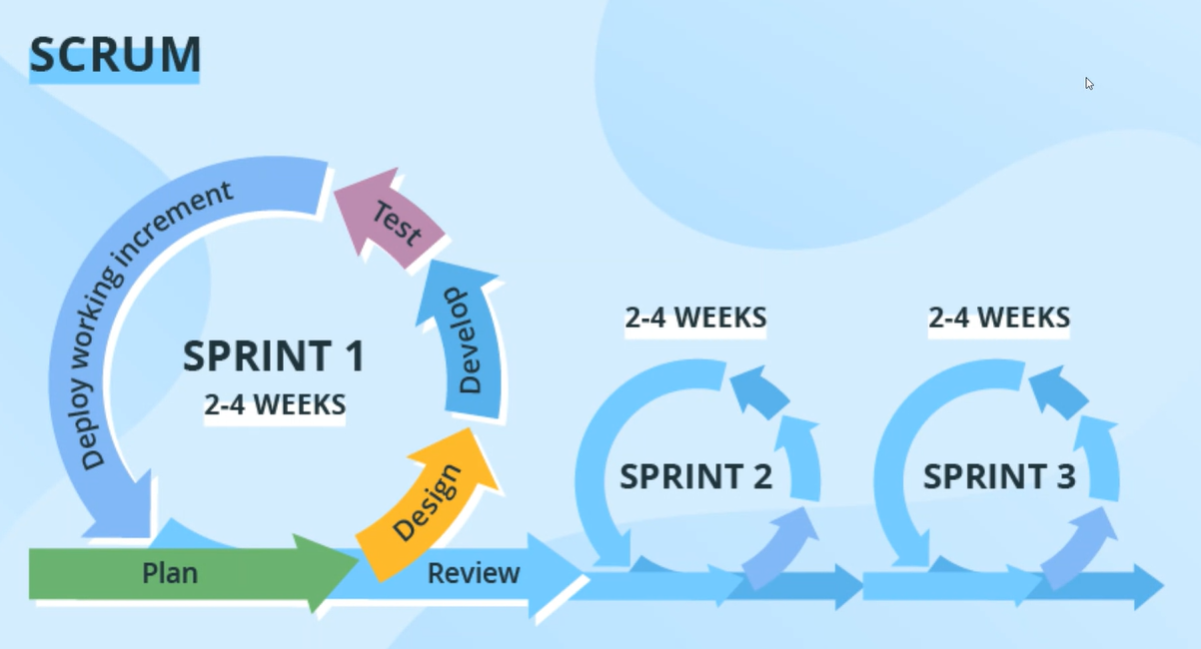 SCRUM
Deploy working increment
Test
Develop
Design
SPRINT 1
2-4 WEEKS
Plan
Review
2-4 WEEKS
SPRINT 2
2-4 WEEKS
SPRINT 3